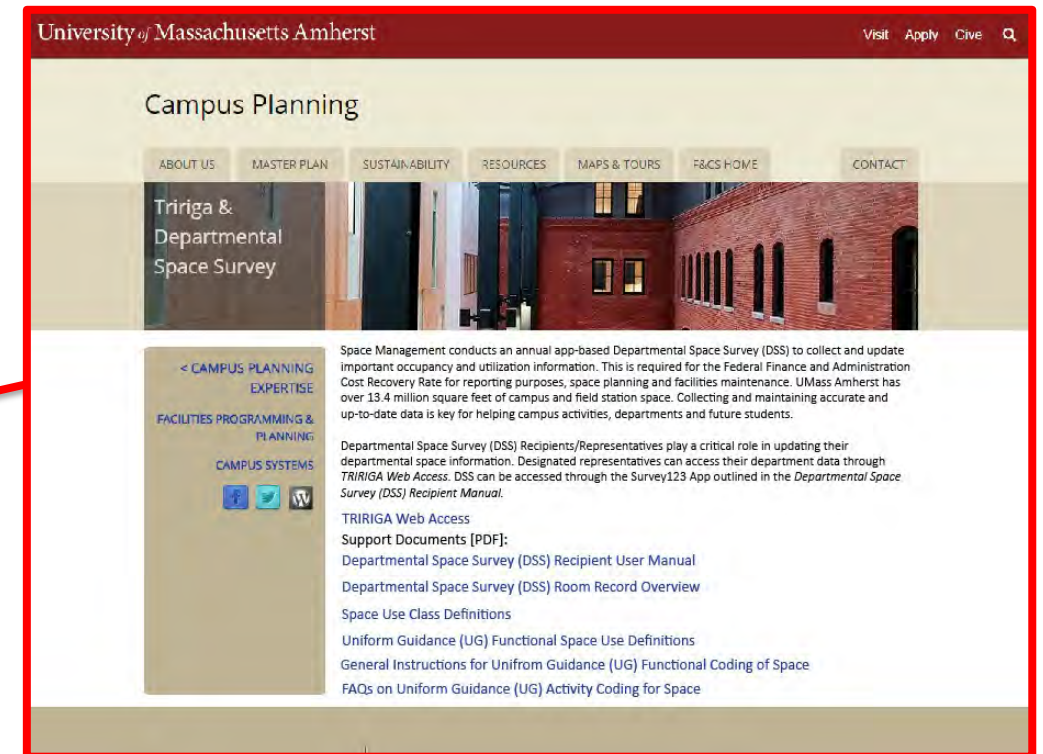 University of Massachusetts Amherst
Visit Apply Give
Campus Planning
ABOUT US MASTER PLAN SUSTAINABILITY RESOURCES MAPS & TOURS F&CS HOME CONTACT
Tririga &
Departmental
Space Survey
< CAMPUS PLANNING
EXPERTISE
FACILITIES PROGRAMMING &
PLANNING
CAMPUS SYSTEMS
Space Management conducts an annual app-based Departmental Space Survey (DSS) to collect and update
important occupancy and utilization information. This is required for the Federal Finance and Administration
Cost Recovery Rate for reporting purposes, space planning and facilities maintenance. UMass Amherst has
over 13.4 million square feet of campus and field station space. Collecting and maintaining accurate and
up-to-date data is key for helping campus activities, departments and future students.
Departmental Space Survey (DSS) Recipients/Representatives play a critical role in updating their
departmental space information. Designated representatives can access their department data through
TRIRIGA Web Access. DSS can be accessed through the Survey123 App outlined in the Departmental Space
Survey (DSS) Recipient Manual.
TRIRIGA Web Access
Support Documents [PDF]:
Departmental Space Survey (DSS) Recipient User Manual
Departmental Space Survey (DSS) Room Record Overview
Space Use Class Definitions
Uniform Guidance (UG) Functional Space Use Definitions
General Instructions for Unifrom Guidance (UG) Functional Coding of Space
FAQs on Uniform Guidance (UG) Activity Coding for Space